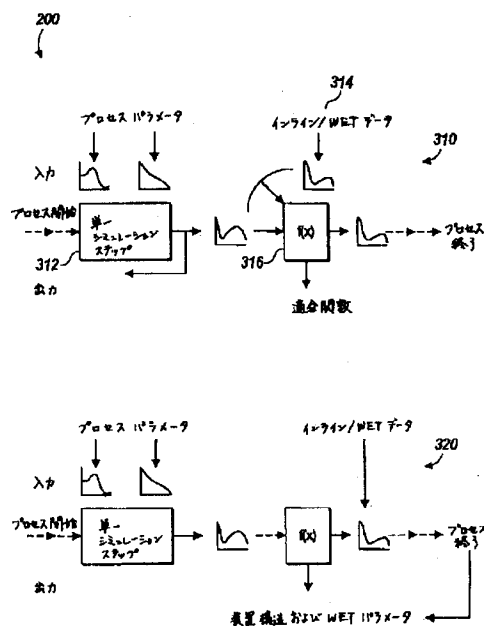 200
314
プロセス パラメータ
インライン/WET データ
310
入力
プロセス開始
単一
シミュレーション
ステップ
312
f(x)
316
プロセス
終了
出力
適合関数
プロセス パラメータ
インライン/WET データ
320
入力
プロセス開始
単一
シミュレーション
ステップ
f(x)
プロセス
終了
出力
装置構造 および WET パラメータ